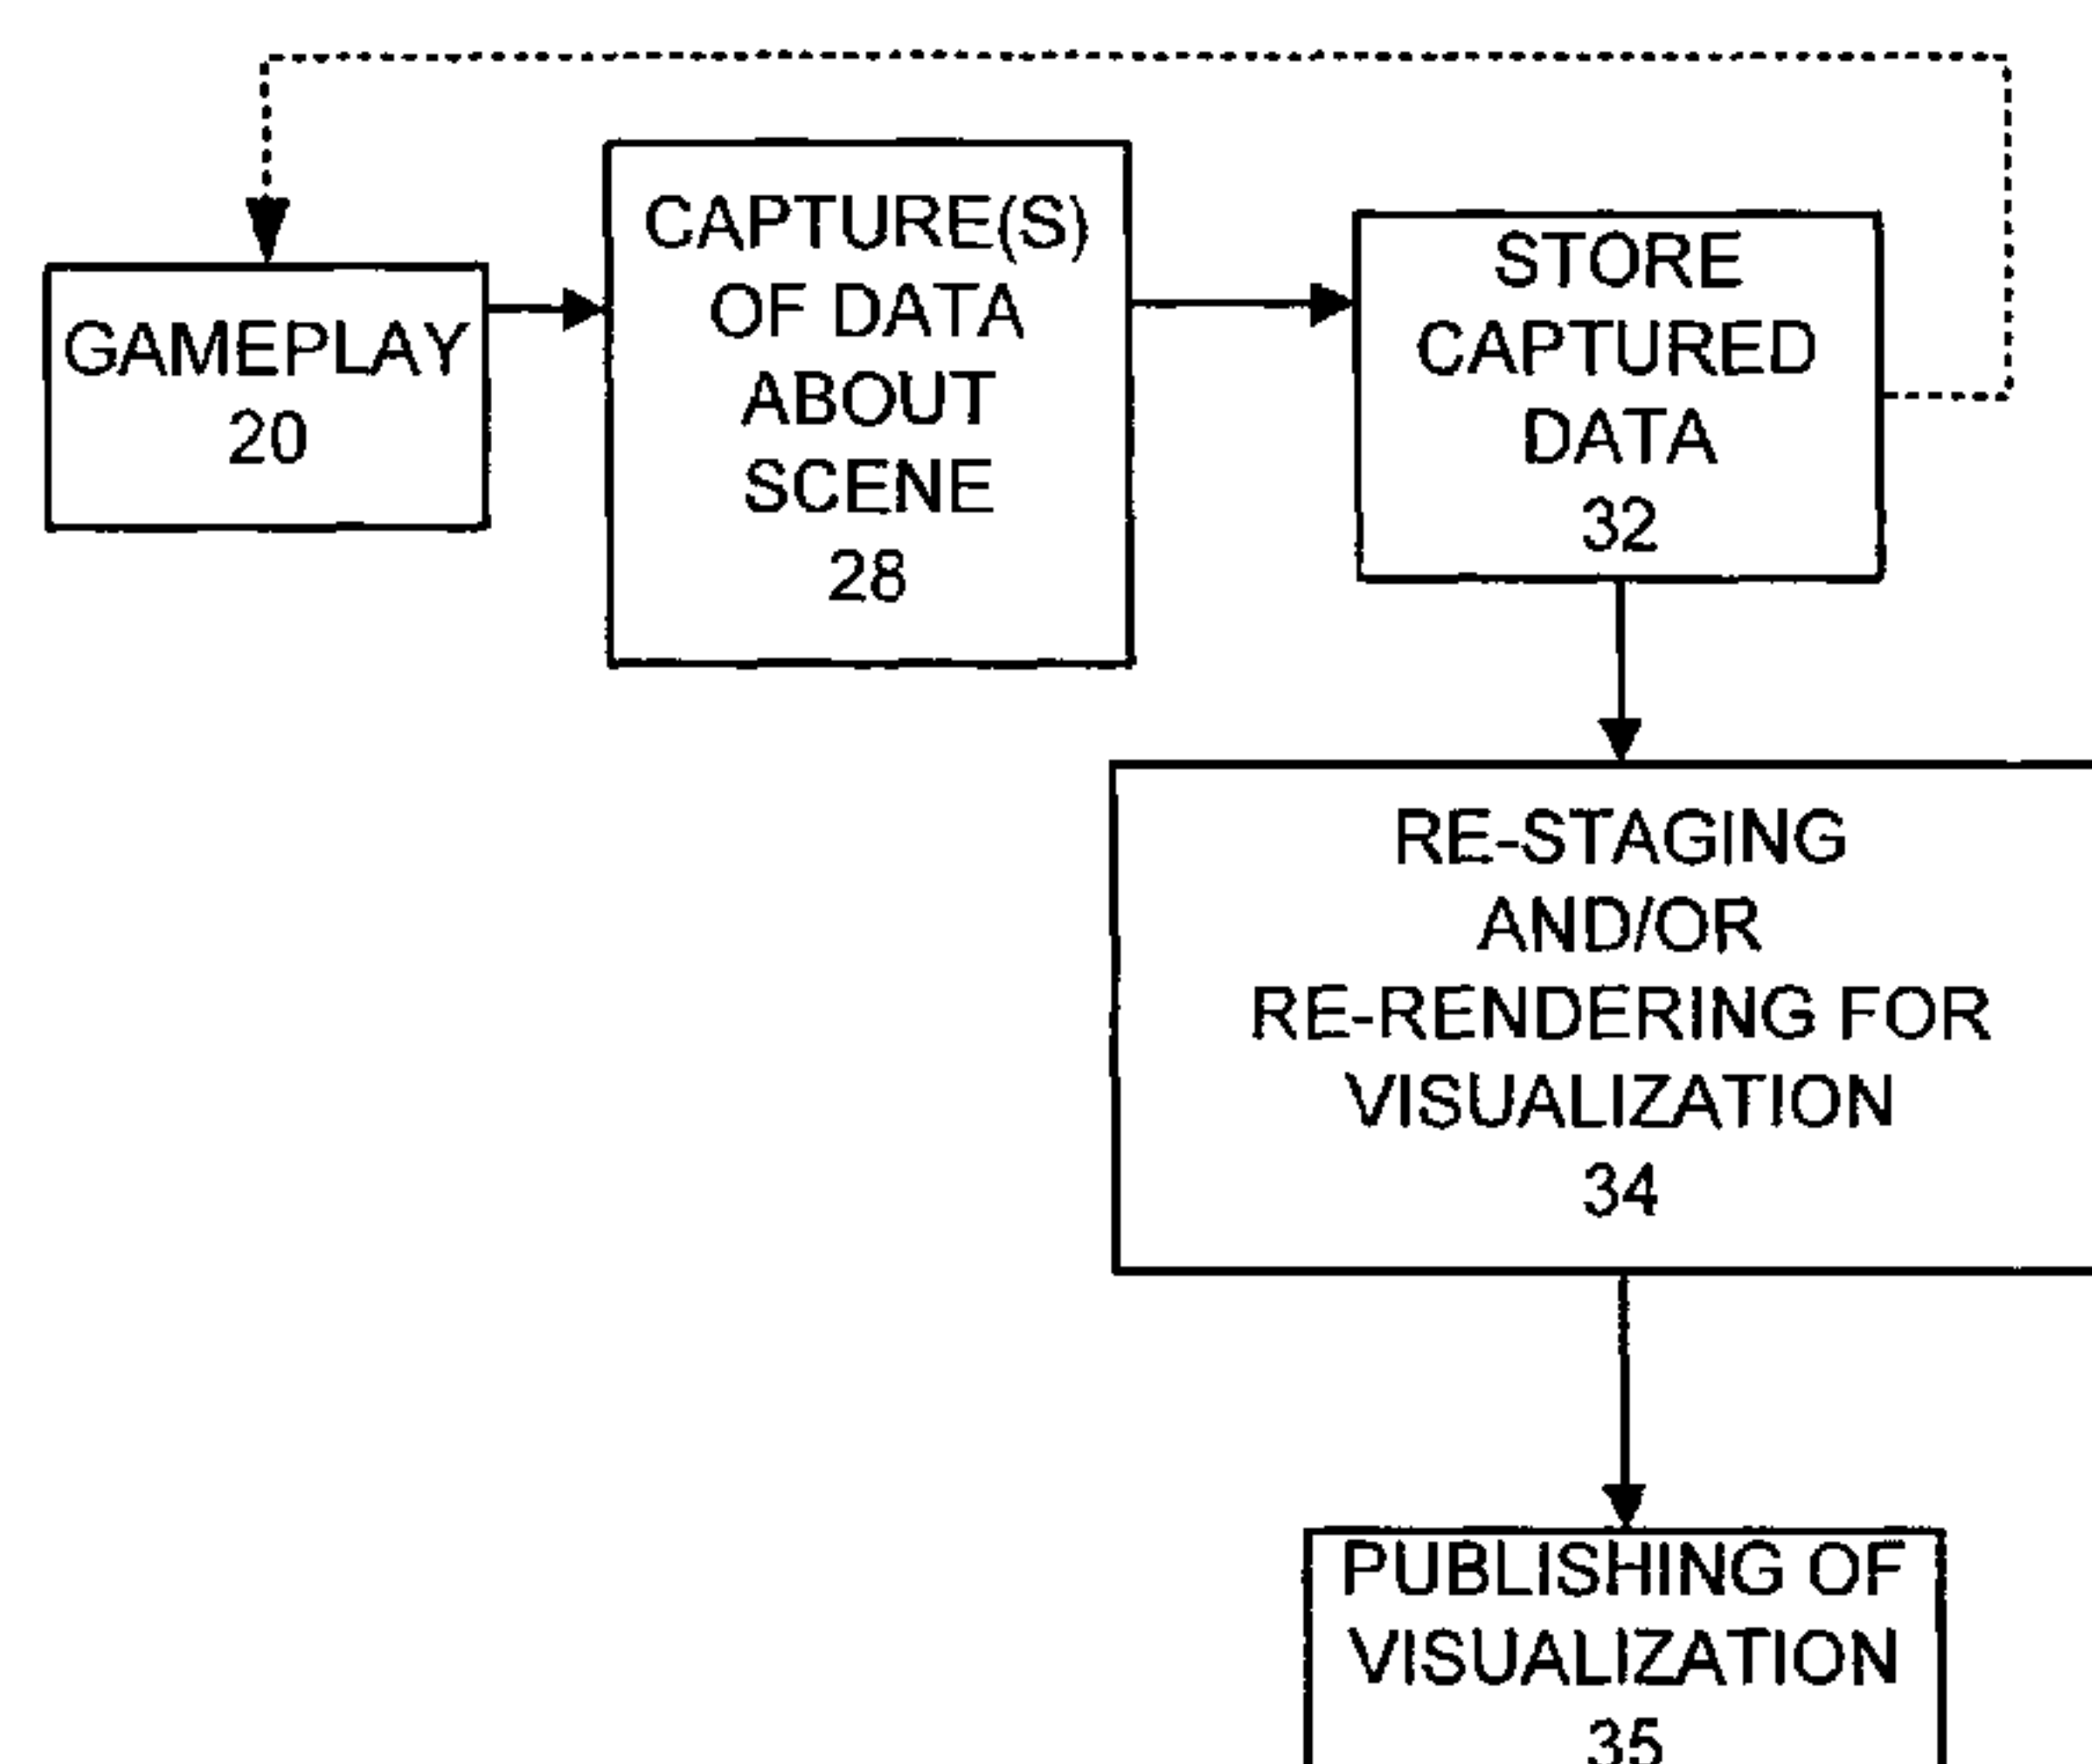 GAMEPLAY
20
CAPTURE(S)
OF DATA
ABOUT
SCENE
28
STORE
CAPTURED
DATA
32
RE-STAGING
AND/OR
RE-RENDERING FOR
VISUALIZATION
34
PUBLISHING OF
VISUALIZATION
35